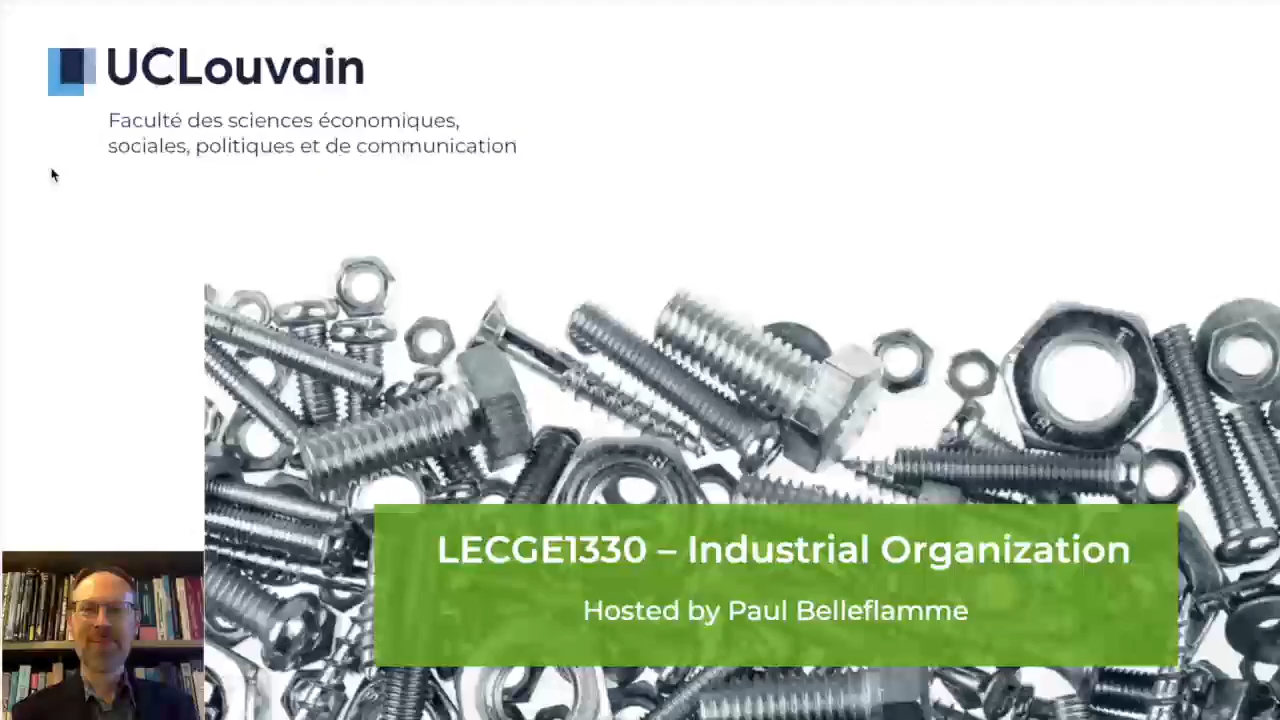 UCLouvain
Faculté des sciences économiques,
sociales, politiques et de communication
LECGE1330 – Industrial Organization
Hosted by Paul Belleflamme